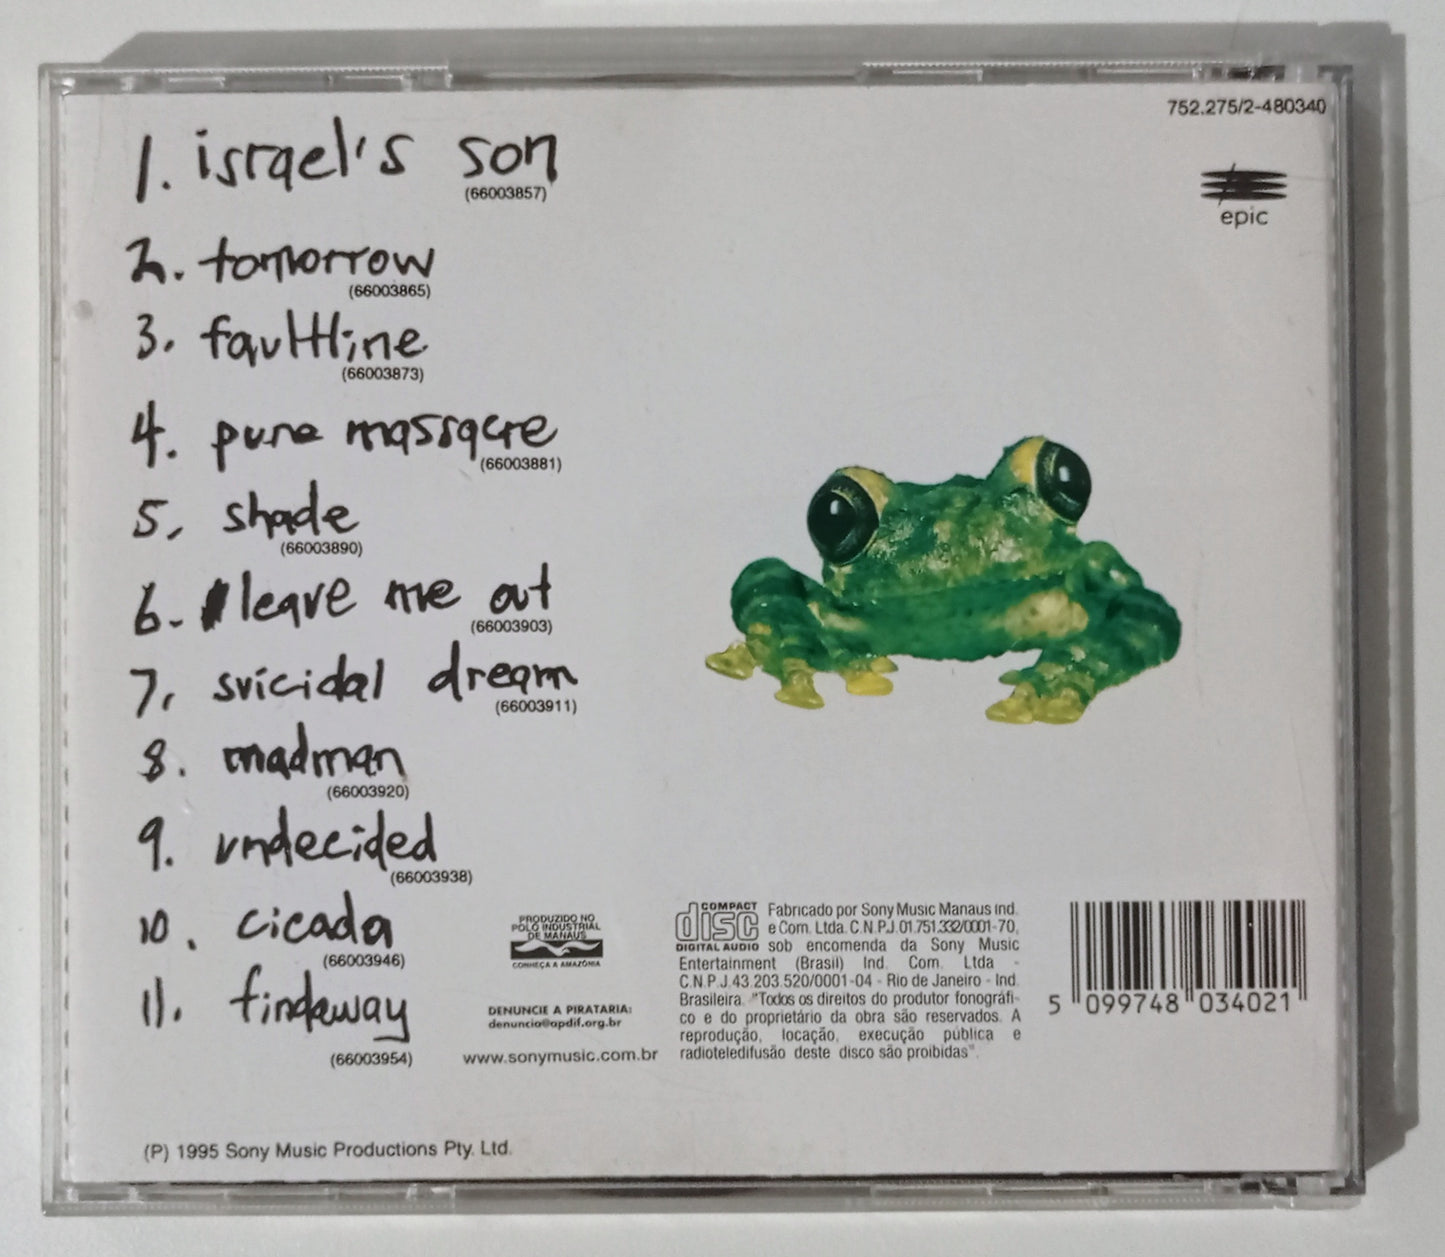 752.275/2-480340
epic
1. israel's son
(66003857)
2. tomorrow
(66003865)
3. faultline
(66003873)
4. pure massacre
(66003881)
5. shade
(66003890)
6. leave me out
(66003903)
7. suicidal dream
(66003911)
8. madman
(66003920)
9. undecided
(66003938)
10. cicada
(66003946)
11. findaway
(66003954)
PRODUZIDO NO
PÓLO INDUSTRIAL
DE MANAUS
CONHEÇA A AMAZÔNIA
DENUNCIE A PIRATARIA:
denuncia@apdif.org.br
www.sonymusic.com.br
COMPACT
disc
DIGITAL AUDIO
Fabricado por Sony Music Manaus Ind.
e Com. Ltda. C.N.P.J.01.751.332/0001-70,
sob encomenda da Sony Music
Entertainment (Brasil) Ind. Com. Ltda -
C.N.P.J.43.203.520/0001-04 - Rio de Janeiro - Ind.
Brasileira. "Todos os direitos do produtor fonográfi-
co e do proprietário da obra são reservados. A
reprodução, locação, execução pública e
radioteledifusão deste disco são proibidas".
5 099748 034021
(P) 1995 Sony Music Productions Pty. Ltd.